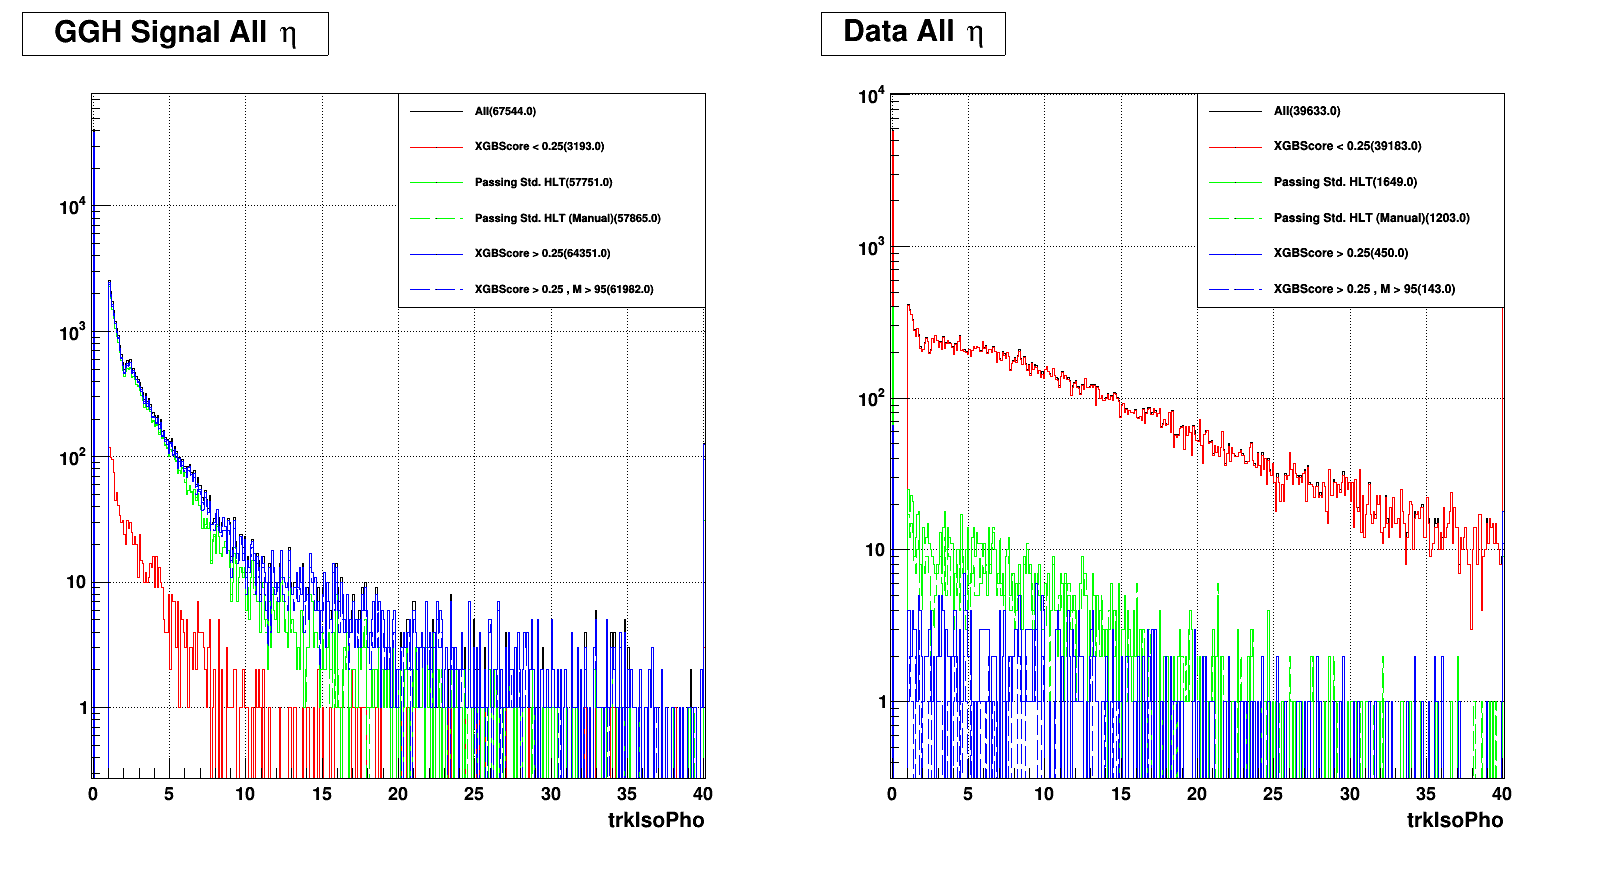 GGH Signal All η
All(67544.0)
XGBScore < 0.25(3193.0)
Passing Std. HLT(57751.0)
Passing Std. HLT (Manual)(57865.0)
XGBScore > 0.25(64351.0)
XGBScore > 0.25 , M > 95(61982.0)
10^4
10^3
10^2
10
1
0 5 10 15 20 25 30 35 40
trkIsoPho
Data All η
All(39633.0)
XGBScore < 0.25(39183.0)
Passing Std. HLT(1649.0)
Passing Std. HLT (Manual)(1203.0)
XGBScore > 0.25(450.0)
XGBScore > 0.25 , M > 95(143.0)
10^4
10^3
10^2
10
1
0 5 10 15 20 25 30 35 40
trkIsoPho